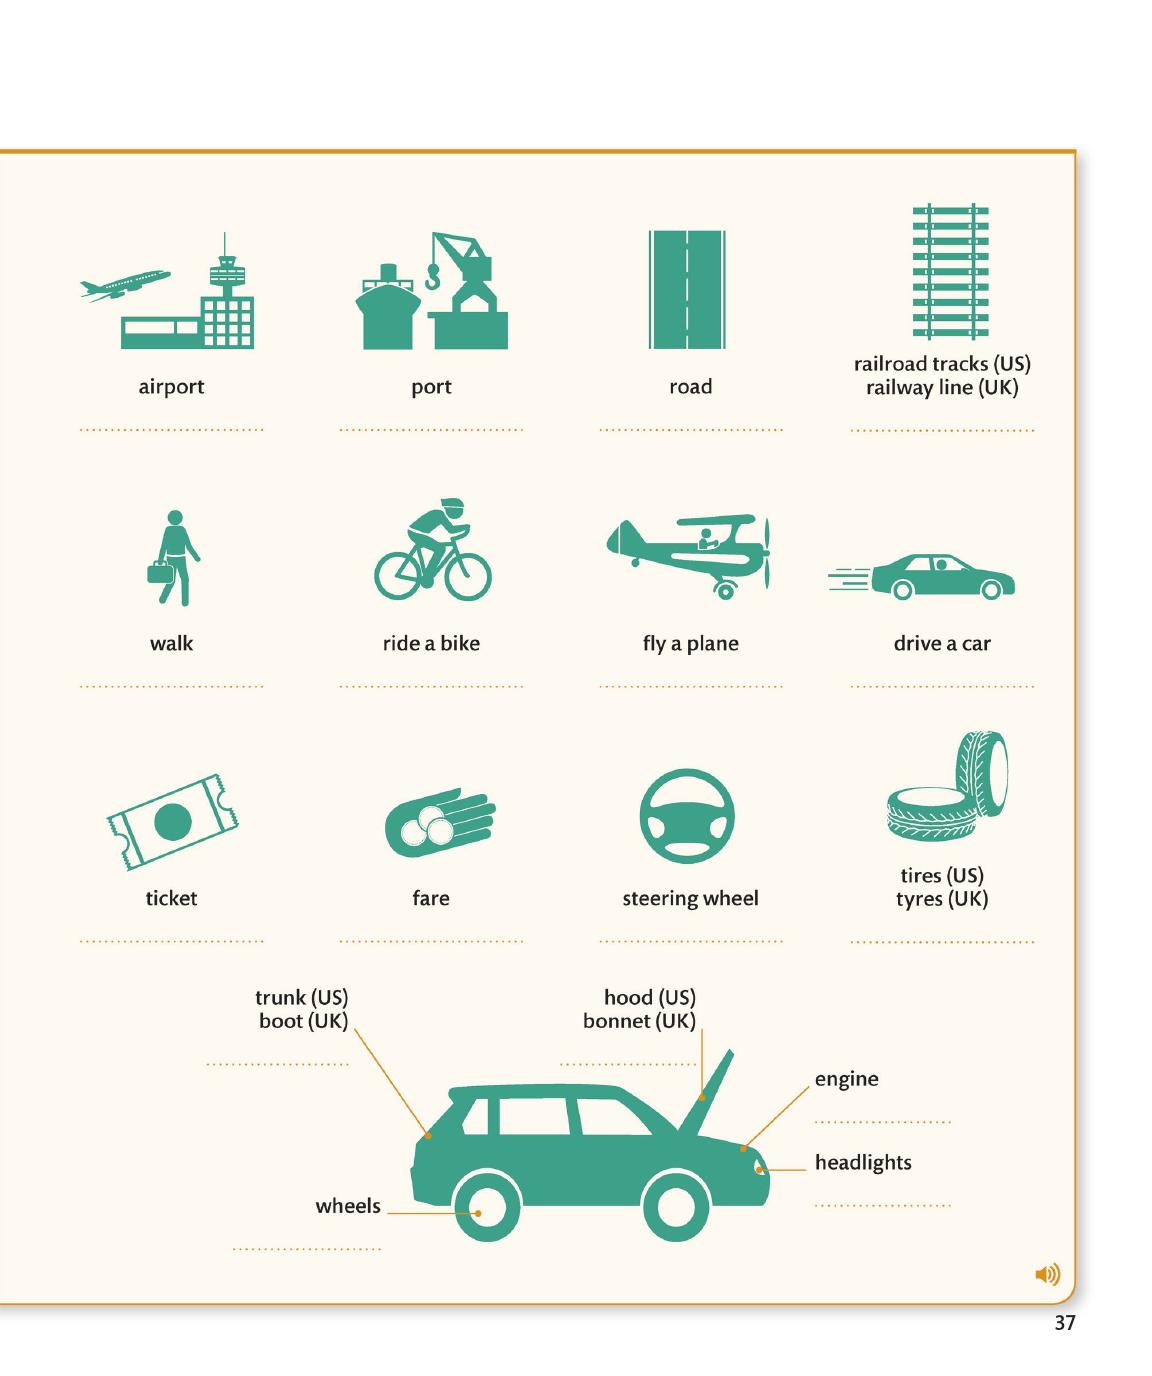 airport
port
road
railroad tracks (US)
railway line (UK)
walk
ride a bike
fly a plane
drive a car
ticket
fare
steering wheel
tires (US)
tyres (UK)
trunk (US)
boot (UK)
hood (US)
bonnet (UK)
engine
headlights
wheels
37